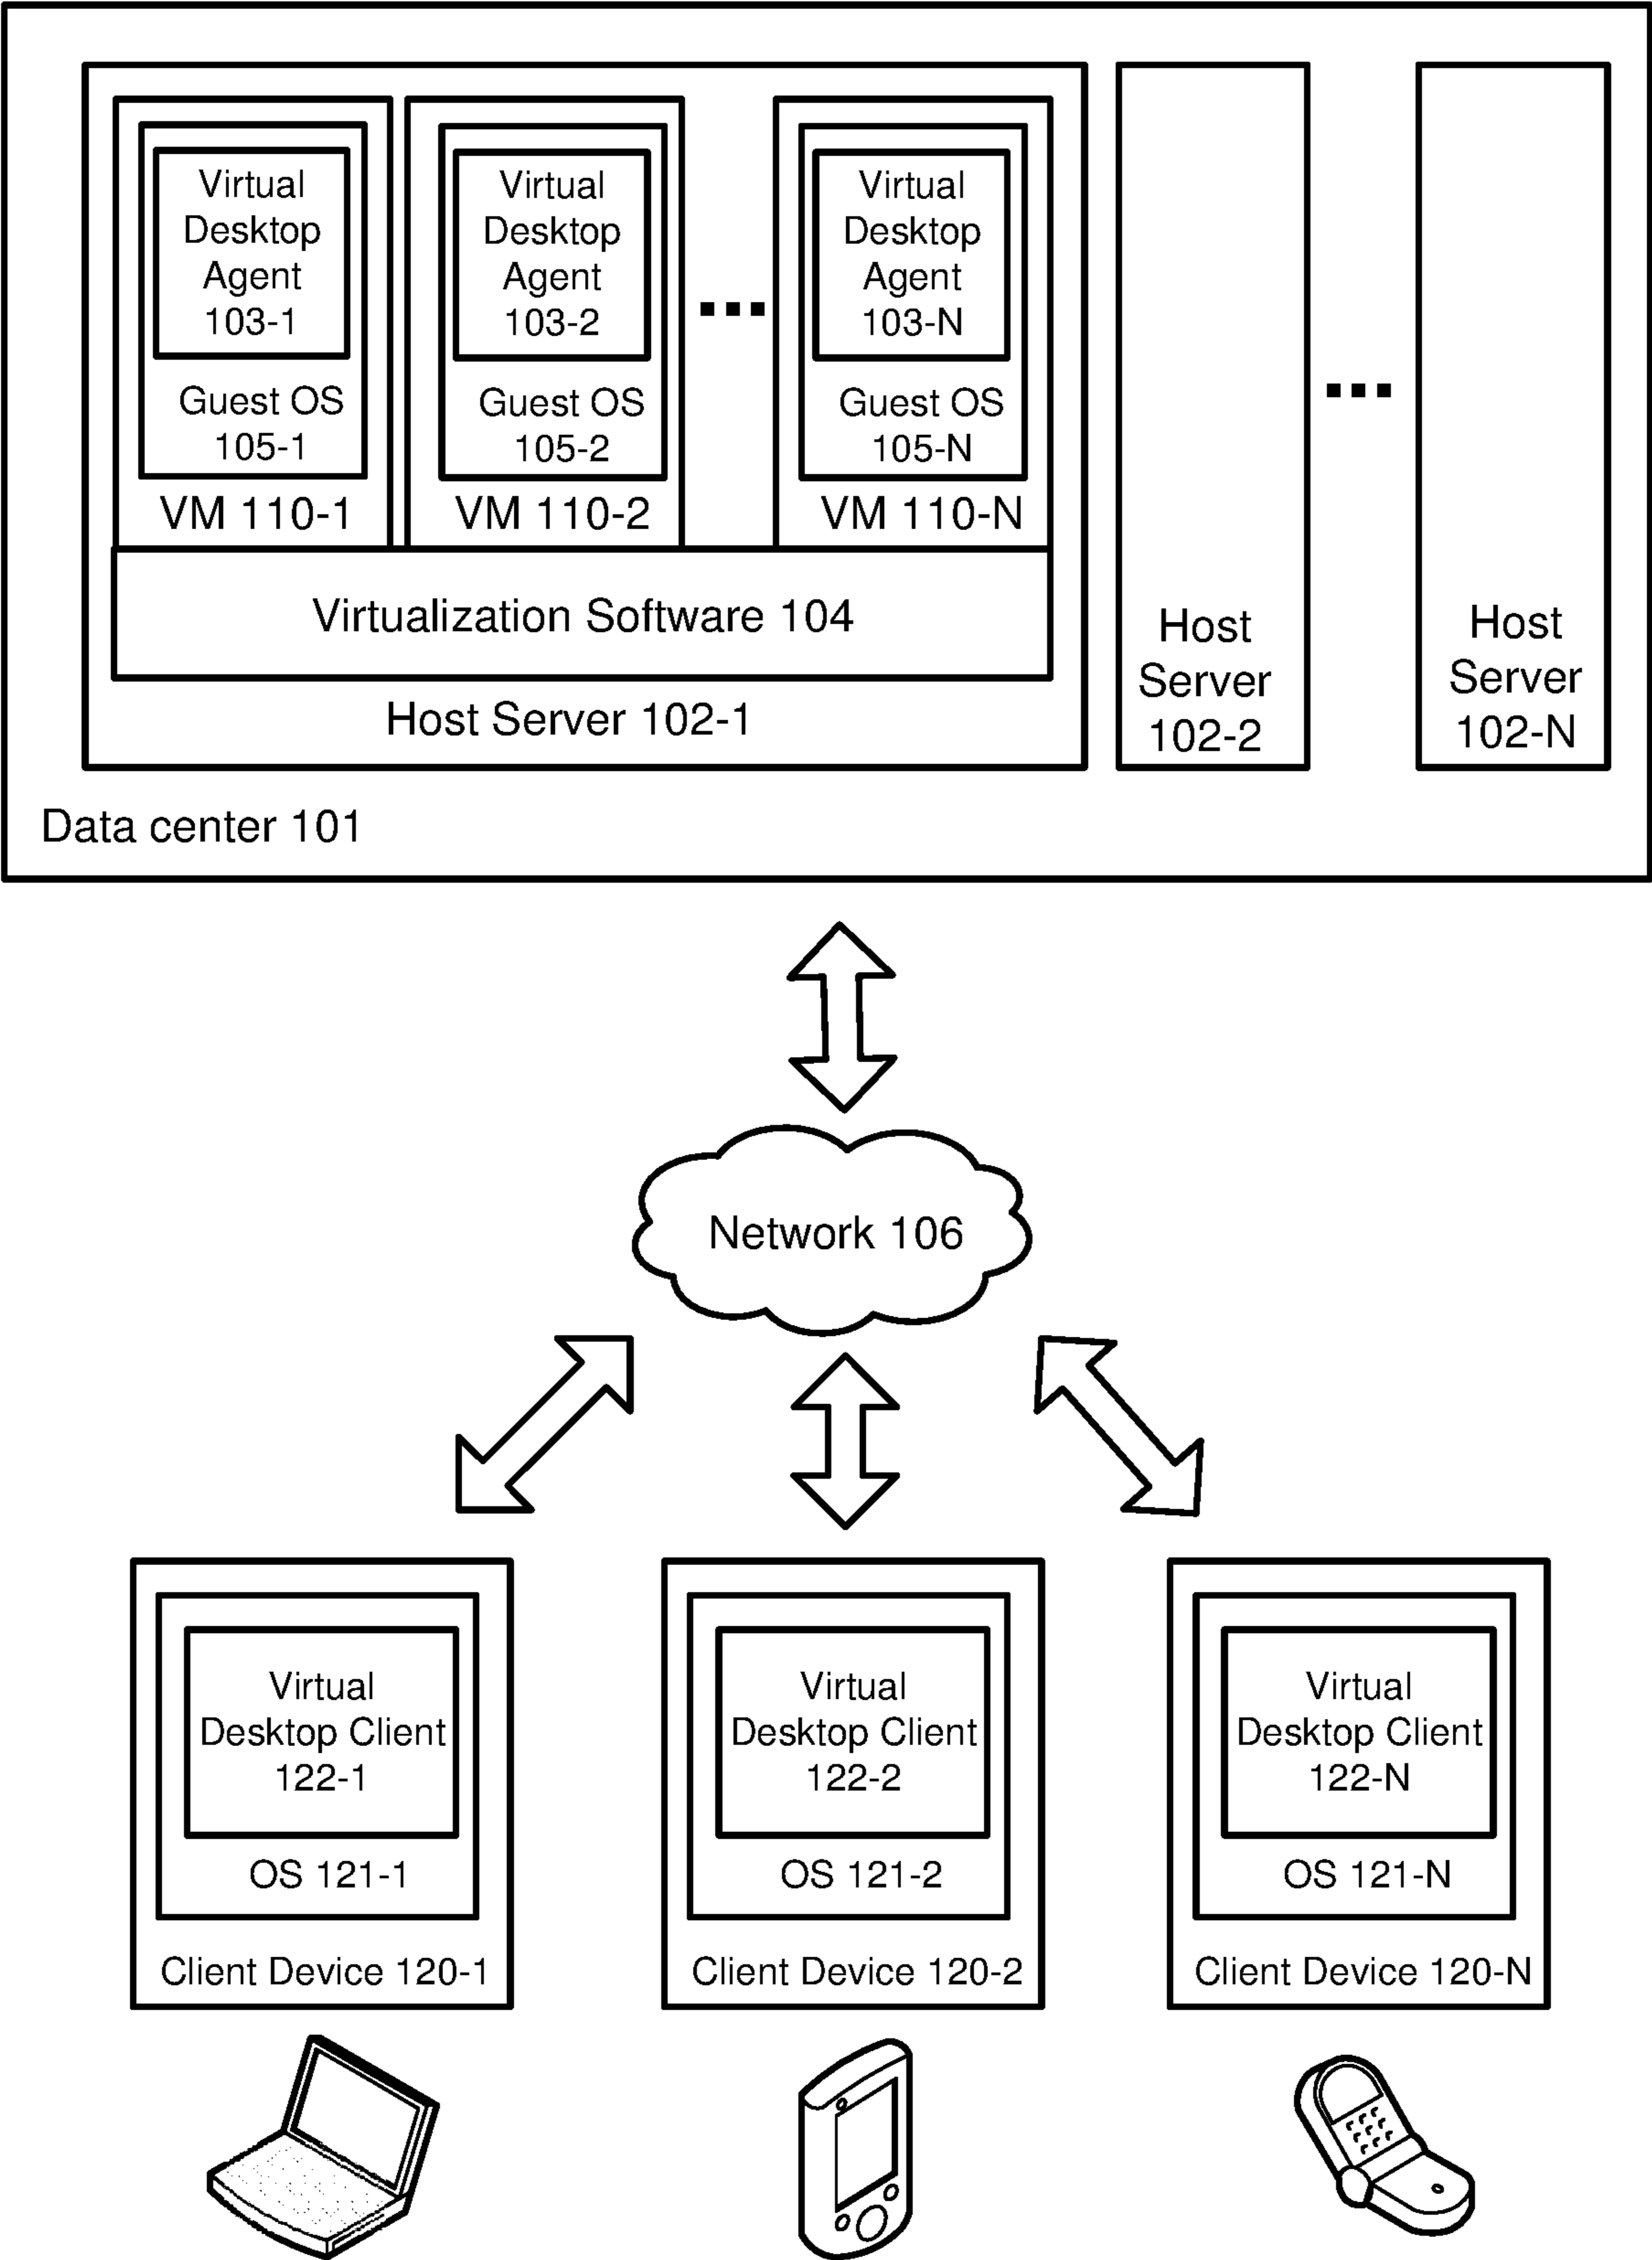 Virtual
Desktop
Agent
103-1
Guest OS
105-1
VM 110-1
Virtual
Desktop
Agent
103-2
Guest OS
105-2
VM 110-2
Virtual
Desktop
Agent
103-N
Guest OS
105-N
VM 110-N
Virtualization Software 104
Host Server 102-1
Host
Server
102-2
Host
Server
102-N
Data center 101
Network 106
Virtual
Desktop Client
122-1
OS 121-1
Client Device 120-1
Virtual
Desktop Client
122-2
OS 121-2
Client Device 120-2
Virtual
Desktop Client
122-N
OS 121-N
Client Device 120-N